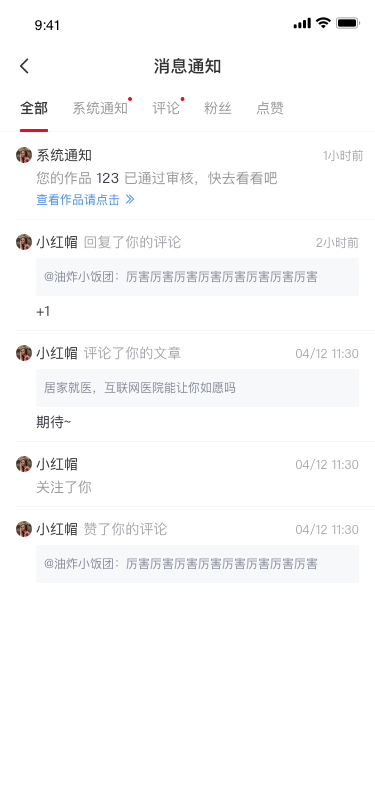 9:41
消息通知
全部 系统通知 评论 粉丝 点赞
系统通知 1小时前
您的作品 123 已通过审核，快去看看吧
查看作品请点击
小红帽 回复了你的评论 2小时前
@油炸小饭团：厉害厉害厉害厉害厉害厉害厉害厉害
+1
小红帽 评论了你的文章 04/12 11:30
居家就医，互联网医院能让你如愿吗
期待~
小红帽 04/12 11:30
关注了你
小红帽 赞了你的评论 04/12 11:30
@油炸小饭团：厉害厉害厉害厉害厉害厉害厉害厉害